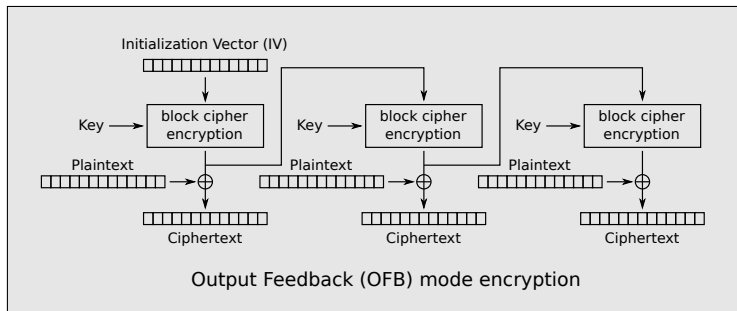 Initialization Vector (IV)
Key
block cipher
encryption
Key
block cipher
encryption
Key
block cipher
encryption
Plaintext
Plaintext
Plaintext
Ciphertext
Ciphertext
Ciphertext
Output Feedback (OFB) mode encryption